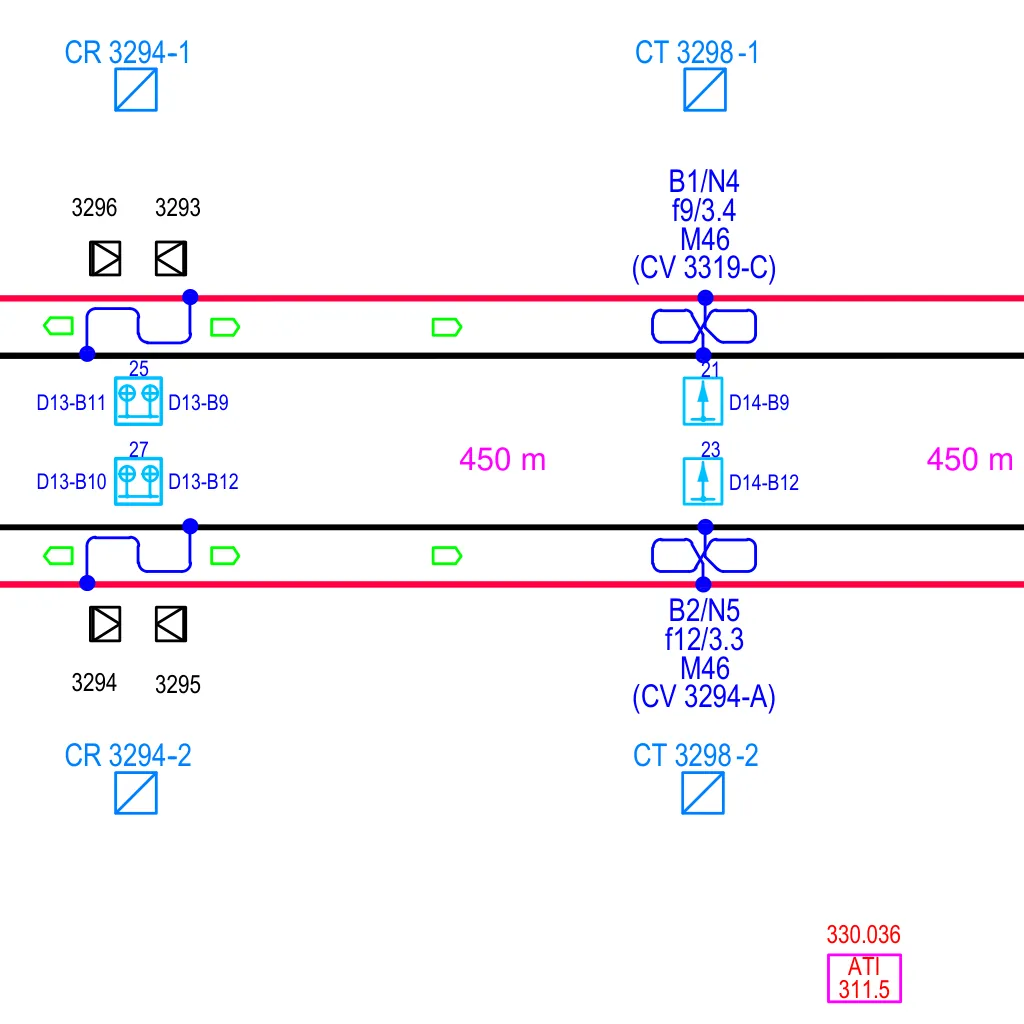 CR 3294-1
CT 3298-1
3296
3293
B1/N4
f9/3.4
M46
(CV 3319-C)
25
D13-B11
D13-B9
21
D14-B9
27
D13-B10
D13-B12
450 m
23
D14-B12
450 m
3294
3295
B2/N5
f12/3.3
M46
(CV 3294-A)
CR 3294-2
CT 3298-2
330.036
ATI
311.5